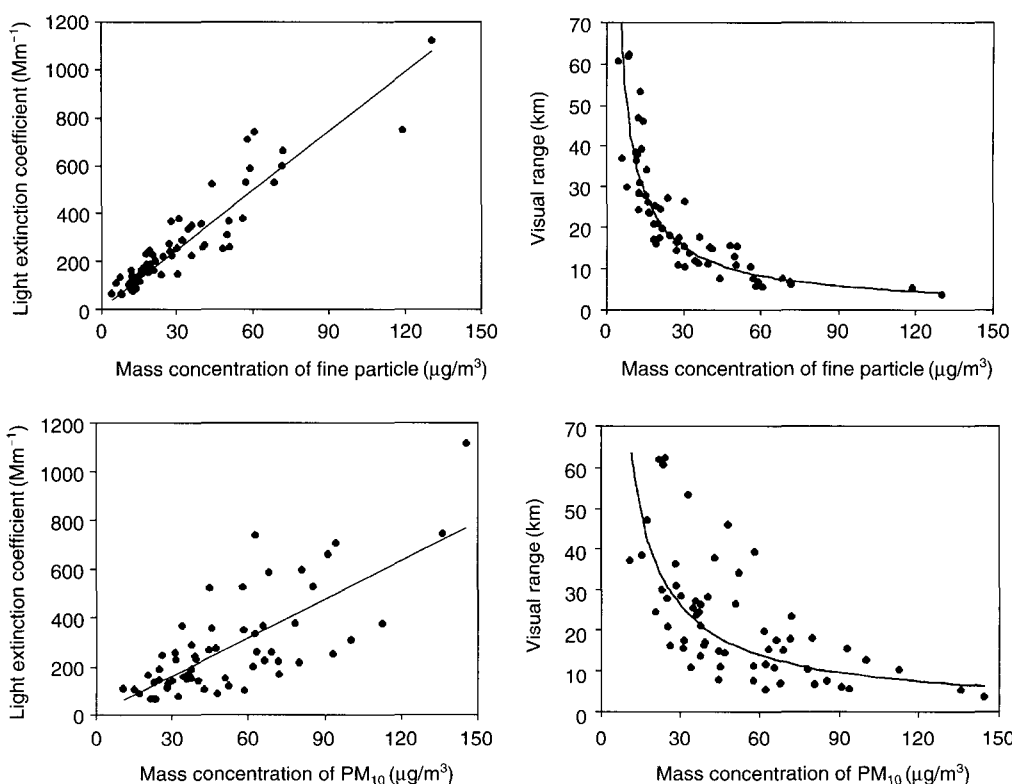 Light extinction coefficient (Mm⁻¹)
1200
1000
800
600
400
200
0
0 30 60 90 120 150
Mass concentration of fine particle (μg/m³)
Visual range (km)
70
60
50
40
30
20
10
0
0 30 60 90 120 150
Mass concentration of fine particle (μg/m³)
Light extinction coefficient (Mm⁻¹)
1200
1000
800
600
400
200
0
0 30 60 90 120 150
Mass concentration of PM₁₀ (μg/m³)
Visual range (km)
70
60
50
40
30
20
10
0
0 30 60 90 120 150
Mass concentration of PM₁₀ (μg/m³)